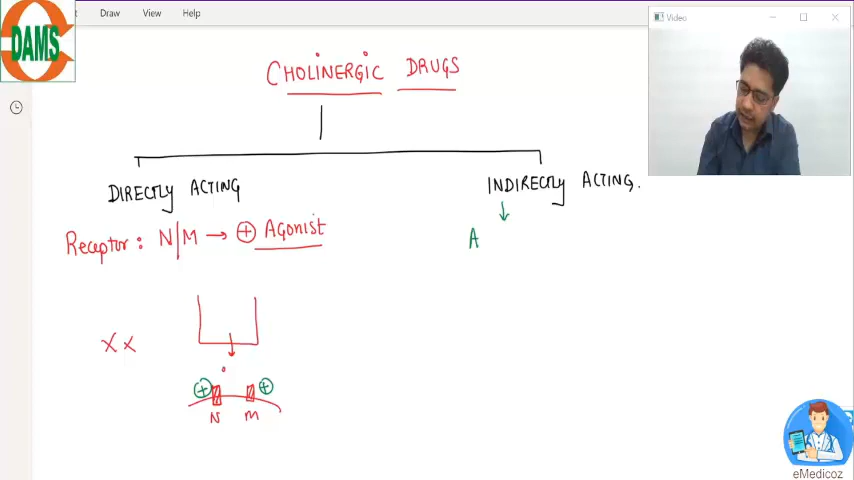 DAMS
Draw View Help
Video
CHOLINERGIC DRUGS
DIRECTLY ACTING
INDIRECTLY ACTING.
Receptor: N/M → ⊕ Agonist
A
X x
+ +
N M
eMedicoz